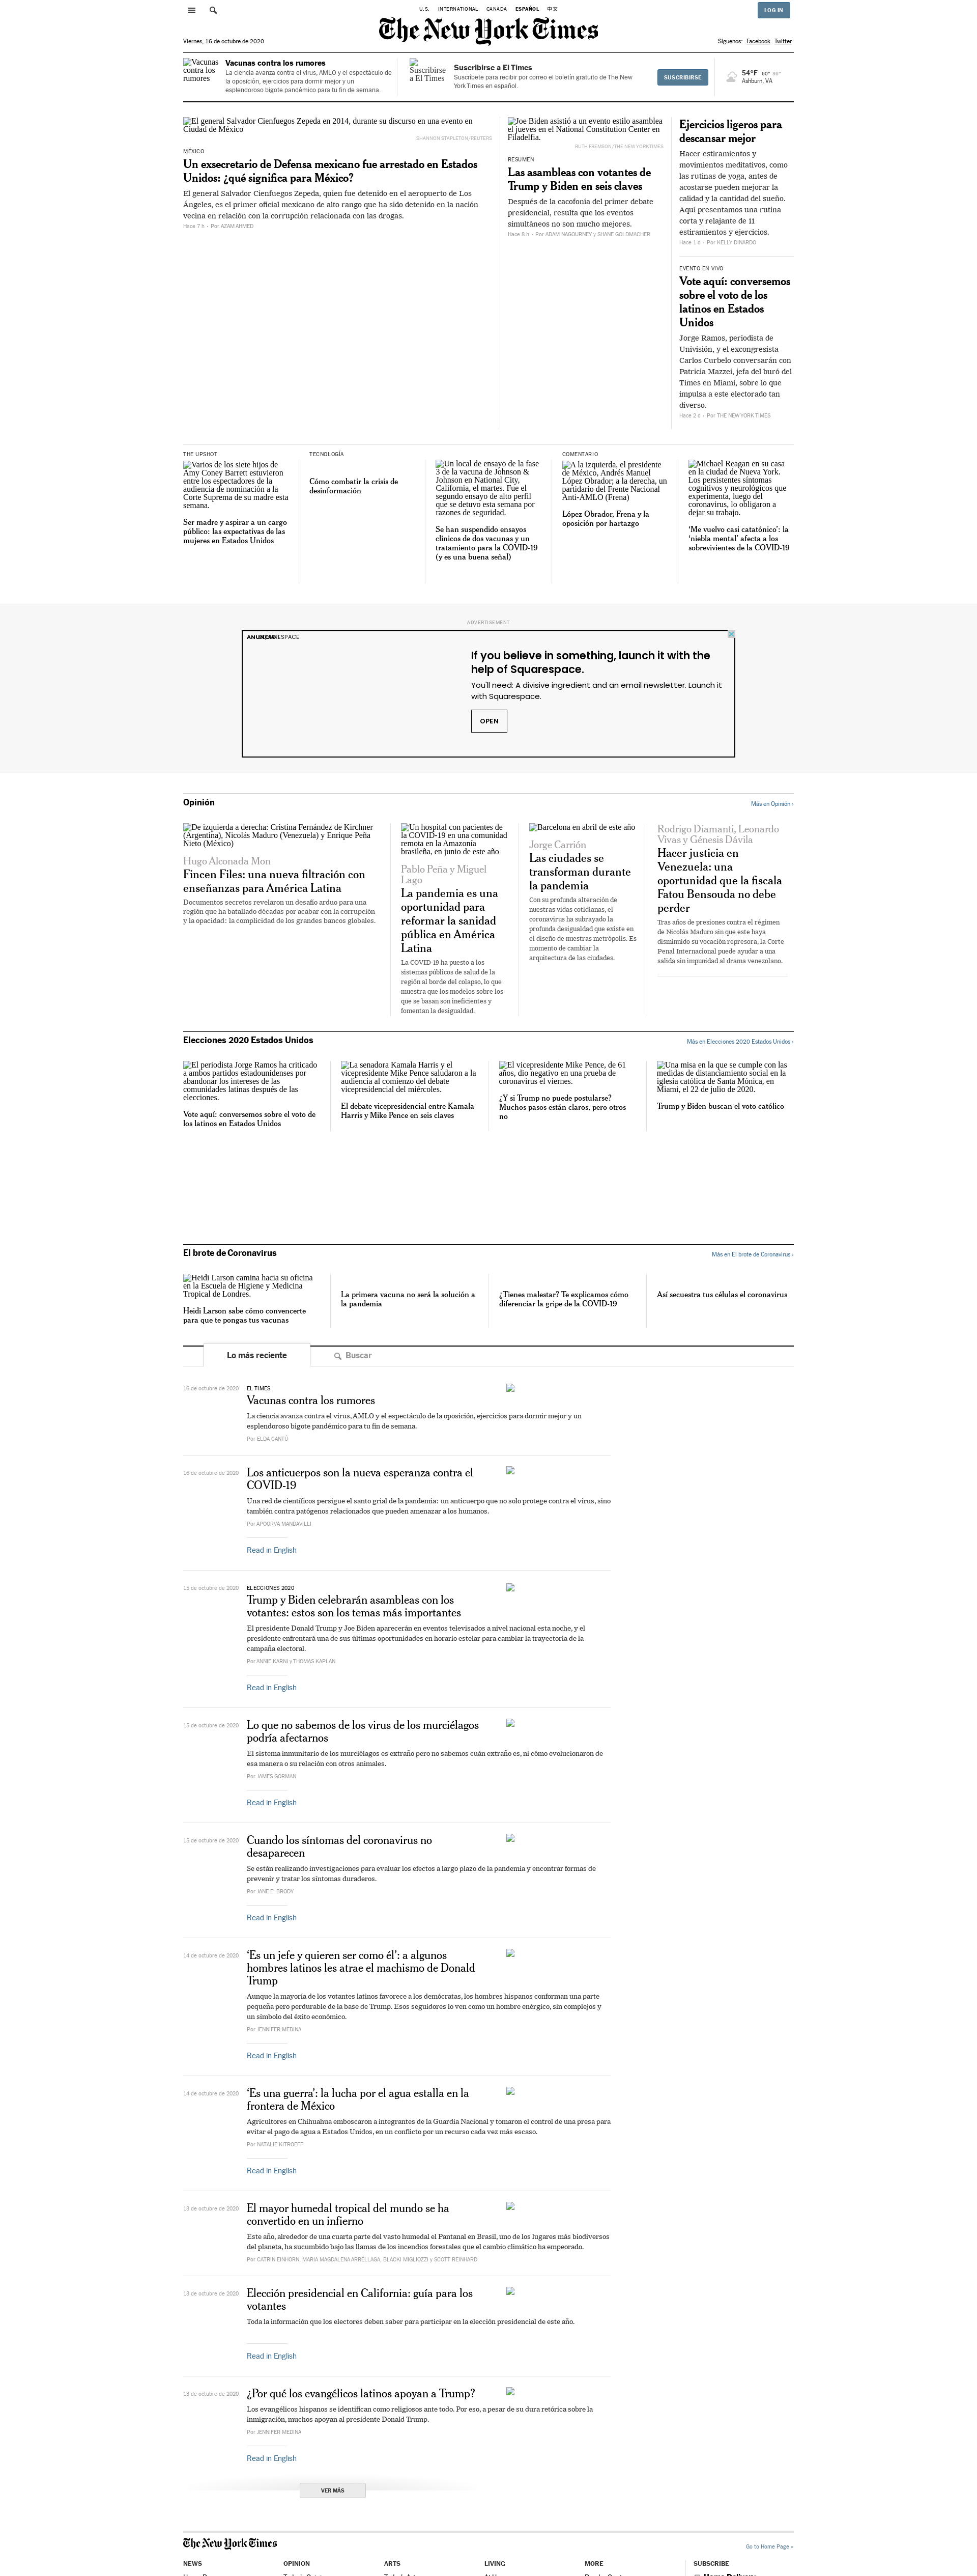 U.S. INTERNATIONAL CANADA ESPAÑOL 中文
LOG IN
The New York Times
Viernes, 16 de octubre de 2020
Síguenos: Facebook Twitter
Vacunas contra los rumores
Vacunas contra los rumores
La ciencia avanza contra el virus, AMLO y el espectáculo de
la oposición, ejercicios para dormir mejor y un
esplendoroso bigote pandémico para tu fin de semana.
Suscribirse a El Times
Suscribirse a El Times
Suscríbete para recibir por correo el boletín gratuito de The New
York Times en español.
SUSCRIBIRSE
54°F 60° 36°
Ashburn, VA
El general Salvador Cienfuegos Zepeda en 2014, durante su discurso en un evento en
Ciudad de México
SHANNON STAPLETON/REUTERS
MÉXICO
Un exsecretario de Defensa mexicano fue arrestado en Estados
Unidos: ¿qué significa para México?
El general Salvador Cienfuegos Zepeda, quien fue detenido en el aeropuerto de Los
Ángeles, es el primer oficial mexicano de alto rango que ha sido detenido en la nación
vecina en relación con la corrupción relacionada con las drogas.
Hace 7 h - Por AZAM AHMED
Joe Biden asistió a un evento estilo asamblea
el jueves en el National Constitution Center en
Filadelfia.
RUTH FREMSON/THE NEW YORK TIMES
RESUMEN
Las asambleas con votantes de
Trump y Biden en seis claves
Después de la cacofonía del primer debate
presidencial, resulta que los eventos
simultáneos no son mucho mejores.
Hace 6 h - Por ADAM NAGOURNEY y SHANE GOLDMACHER
Ejercicios ligeros para
descansar mejor
Hacer estiramientos y
movimientos meditativos, como
las rutinas de yoga, antes de
acostarse pueden mejorar la
calidad y la cantidad del sueño.
Aquí presentamos una rutina
corta y relajante de 11
estiramientos y ejercicios.
Hace 1 d - Por KELLY DINARDO
EVENTO EN VIVO
Vote aquí: conversemos
sobre el voto de los
latinos en Estados
Unidos
Jorge Ramos, periodista de
Univisión, y el excongresista
Carlos Curbelo conversarán con
Patricia Mazzei, jefa del buró del
Times en Miami, sobre lo que
impulsa a este electorado tan
diverso.
Hace 2 d - Por THE NEW YORK TIMES
THE UPSHOT
Varios de los siete hijos de
Amy Coney Barrett estuvieron
entre los espectadores de la
audiencia de nominación a la
Corte Suprema de su madre esta
semana.
Ser madre y aspirar a un cargo
público: las expectativas de las
mujeres en Estados Unidos
TECNOLOGÍA
Cómo combatir la crisis de
desinformación
Un local de ensayo de la fase
3 de la vacuna de Johnson &
Johnson en National City,
California, el martes. Fue el
segundo ensayo de alto perfil
que se detuvo esta semana por
razones de seguridad.
Se han suspendido ensayos
clínicos de dos vacunas y un
tratamiento para la COVID-19
(y es una buena señal)
COMENTARIO
A la izquierda, el presidente
de México, Andrés Manuel
López Obrador; a la derecha, un
partidario del Frente Nacional
Anti-AMLO (Frena)
López Obrador, Frena y la
oposición por hartazgo
Michael Reagan en su casa
en la ciudad de Nueva York.
Los persistentes síntomas
cognitivos y neurológicos que
experimenta, luego del
coronavirus, lo obligaron a
dejar su trabajo.
‘Me vuelvo casi catatónico’: la
‘niebla mental’ afecta a los
sobrevivientes de la COVID-19
ADVERTISEMENT
ANUNCIO
If you believe in something, launch it with the
help of Squarespace.
You'll need: A divisive ingredient and an email newsletter. Launch it
with Squarespace.
OPEN
Opinión
Más en Opinión ›
De izquierda a derecha: Cristina Fernández de Kirchner
(Argentina), Nicolás Maduro (Venezuela) y Enrique Peña
Nieto (México)
Hugo Alconada Mon
Fincen Files: una nueva filtración con
enseñanzas para América Latina
Documentos secretos revelaron un desafío arduo para una
región que ha batallado décadas por acabar con la corrupción
y la opacidad: la complicidad de los grandes bancos globales.
Un hospital con pacientes de
la COVID-19 en una comunidad
remota en la Amazonía
brasileña, en junio de este año
Pablo Peña y Miguel
Lago
La pandemia es una
oportunidad para
reformar la sanidad
pública en América
Latina
La COVID-19 ha puesto a los
sistemas públicos de salud de la
región al borde del colapso, lo que
muestra que los modelos sobre los
que se basan son ineficientes y
fomentan la desigualdad.
Barcelona en abril de este año
Jorge Carrión
Las ciudades se
transforman durante
la pandemia
Con su profunda alteración de
nuestras vidas cotidianas, el
coronavirus ha subrayado la
profunda desigualdad que existe en
el diseño de nuestras metrópolis. Es
momento de cambiar la
arquitectura de las ciudades.
Rodrigo Diamanti, Leonardo
Vivas y Génesis Dávila
Hacer justicia en
Venezuela: una
oportunidad que la fiscala
Fatou Bensouda no debe
perder
Tras años de presiones contra el régimen
de Nicolás Maduro sin que este haya
disminuido su vocación represora, la Corte
Penal Internacional puede ayudar a una
salida sin impunidad al drama venezolano.
Elecciones 2020 Estados Unidos
Más en Elecciones 2020 Estados Unidos ›
El periodista Jorge Ramos ha criticado
a ambos partidos estadounidenses por
abandonar los intereses de las
comunidades latinas después de las
elecciones.
Vote aquí: conversemos sobre el voto de
los latinos en Estados Unidos
La senadora Kamala Harris y el
vicepresidente Mike Pence saludaron a la
audiencia al comienzo del debate
vicepresidencial del miércoles.
El debate vicepresidencial entre Kamala
Harris y Mike Pence en seis claves
El vicepresidente Mike Pence, de 61
años, dio negativo en una prueba de
coronavirus el viernes.
¿Y si Trump no puede postularse?
Muchos pasos están claros, pero otros
no
Una misa en la que se cumple con las
medidas de distanciamiento social en la
iglesia católica de Santa Mónica, en
Miami, el 22 de julio de 2020.
Trump y Biden buscan el voto católico
El brote de Coronavirus
Más en El brote de Coronavirus ›
Heidi Larson camina hacia su oficina
en la Escuela de Higiene y Medicina
Tropical de Londres.
Heidi Larson sabe cómo convencerte
para que te pongas tus vacunas
La primera vacuna no será la solución a
la pandemia
¿Tienes malestar? Te explicamos cómo
diferenciar la gripe de la COVID-19
Así secuestra tus células el coronavirus
Lo más reciente
Buscar
16 de octubre de 2020
EL TIMES
Vacunas contra los rumores
La ciencia avanza contra el virus, AMLO y el espectáculo de la oposición, ejercicios para dormir mejor y un
esplendoroso bigote pandémico para tu fin de semana.
Por ELDA CANTÚ
16 de octubre de 2020
Los anticuerpos son la nueva esperanza contra el
COVID-19
Una red de científicos persigue el santo grial de la pandemia: un anticuerpo que no solo protege contra el virus, sino
también contra patógenos relacionados que pueden amenazar a los humanos.
Por APOORVA MANDAVILLI
Read in English
15 de octubre de 2020
ELECCIONES 2020
Trump y Biden celebrarán asambleas con los
votantes: estos son los temas más importantes
El presidente Donald Trump y Joe Biden aparecerán en eventos televisados a nivel nacional esta noche, y el
presidente enfrentará una de sus últimas oportunidades en horario estelar para cambiar la trayectoria de la
campaña electoral.
Por ANNIE KARNI y THOMAS KAPLAN
Read in English
15 de octubre de 2020
Lo que no sabemos de los virus de los murciélagos
podría afectarnos
El sistema inmunitario de los murciélagos es extraño pero no sabemos cuán extraño es, ni cómo evolucionaron de
esa manera o su relación con otros animales.
Por JAMES GORMAN
Read in English
15 de octubre de 2020
Cuando los síntomas del coronavirus no
desaparecen
Se están realizando investigaciones para evaluar los efectos a largo plazo de la pandemia y encontrar formas de
prevenir y tratar los síntomas duraderos.
Por JANE E. BRODY
Read in English
14 de octubre de 2020
‘Es un jefe y quieren ser como él’: a algunos
hombres latinos les atrae el machismo de Donald
Trump
Aunque la mayoría de los votantes latinos favorece a los demócratas, los hombres hispanos conforman una parte
pequeña pero perdurable de la base de Trump. Esos seguidores lo ven como un hombre enérgico, sin complejos y
un símbolo del éxito económico.
Por JENNIFER MEDINA
Read in English
14 de octubre de 2020
‘Es una guerra’: la lucha por el agua estalla en la
frontera de México
Agricultores en Chihuahua emboscaron a integrantes de la Guardia Nacional y tomaron el control de una presa para
evitar el pago de agua a Estados Unidos, en un conflicto por un recurso cada vez más escaso.
Por NATALIE KITROEFF
Read in English
13 de octubre de 2020
El mayor humedal tropical del mundo se ha
convertido en un infierno
Este año, alrededor de una cuarta parte del vasto humedal el Pantanal en Brasil, uno de los lugares más biodiversos
del planeta, ha sucumbido bajo las llamas de los incendios forestales que el cambio climático ha empeorado.
Por CATRIN EINHORN, MARIA MAGDALENA ARRÉLLAGA, BLACKI MIGLIOZZI y SCOTT REINHARD
13 de octubre de 2020
Elección presidencial en California: guía para los
votantes
Toda la información que los electores deben saber para participar en la elección presidencial de este año.
Read in English
13 de octubre de 2020
¿Por qué los evangélicos latinos apoyan a Trump?
Los evangélicos hispanos se identifican como religiosos ante todo. Por eso, a pesar de su dura retórica sobre la
inmigración, muchos apoyan al presidente Donald Trump.
Por JENNIFER MEDINA
Read in English
VER MÁS
The New York Times
Go to Home Page »
NEWS OPINION ARTS LIVING MORE SUBSCRIBE